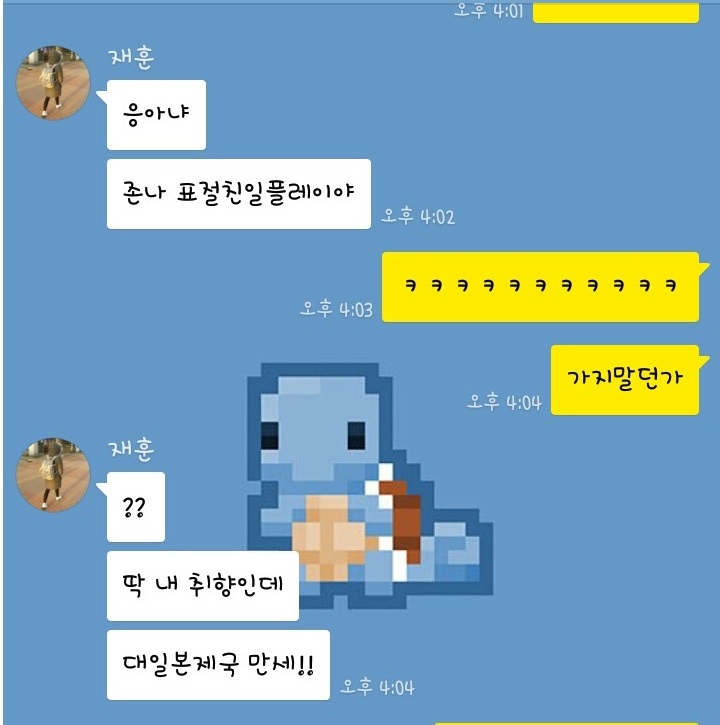 오후 4:01
재훈
응아냐
존나 표절친일플레이야
오후 4:02
ㅋㅋㅋㅋㅋㅋㅋㅋㅋㅋㅋ
오후 4:03
가지말던가
오후 4:04
재훈
??
딱 내 취향인데
대일본제국 만세!!
오후 4:04